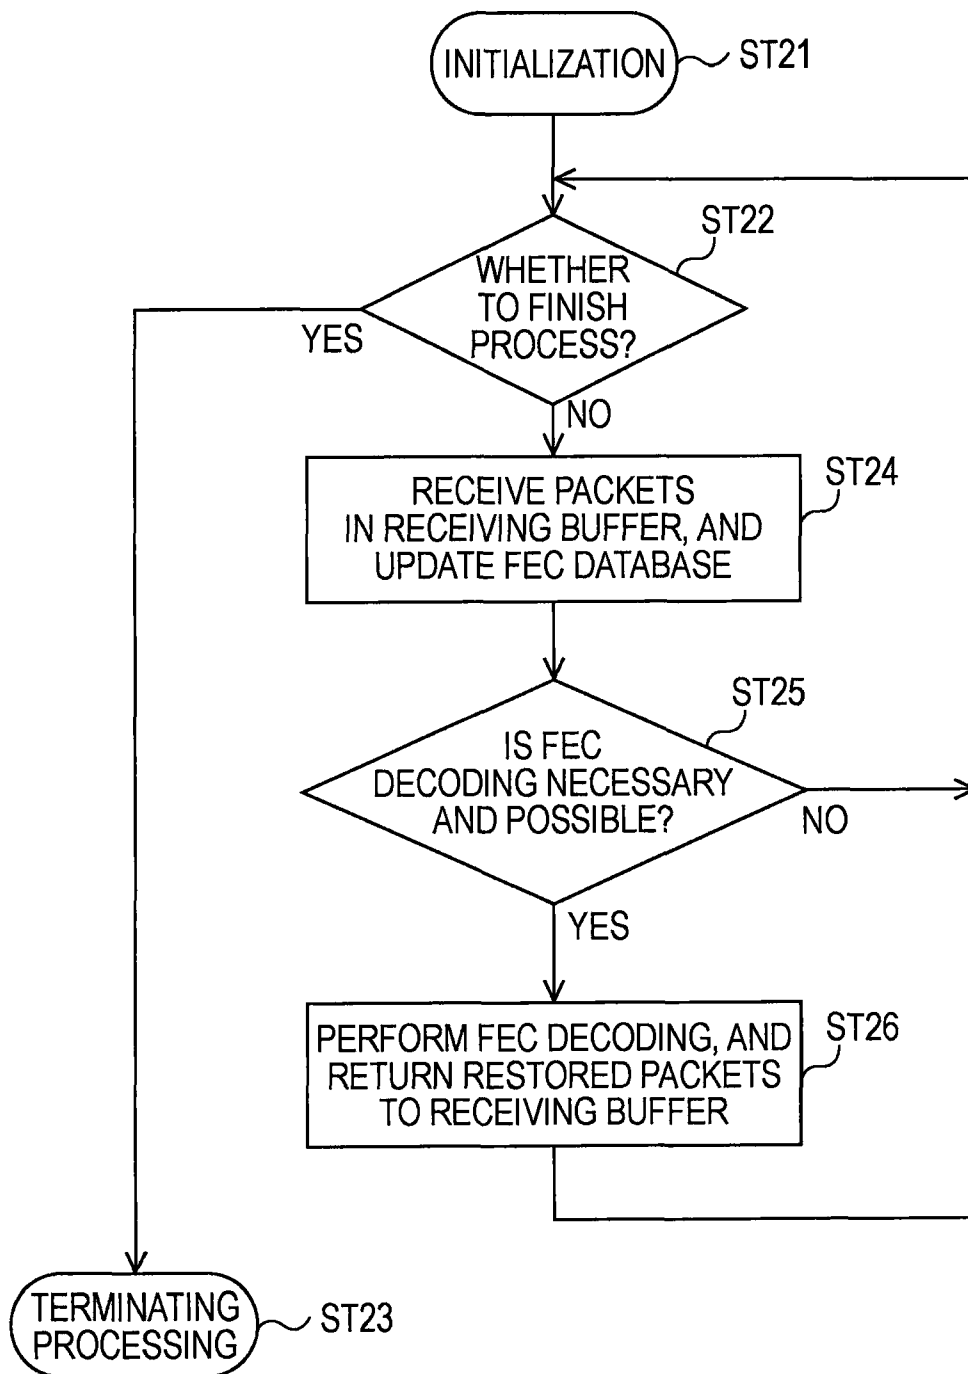 INITIALIZATION
ST21
ST22
WHETHER
TO FINISH
PROCESS?
YES
NO
ST24
RECEIVE PACKETS
IN RECEIVING BUFFER, AND
UPDATE FEC DATABASE
ST25
IS FEC
DECODING NECESSARY
AND POSSIBLE?
NO
YES
ST26
PERFORM FEC DECODING, AND
RETURN RESTORED PACKETS
TO RECEIVING BUFFER
TERMINATING
PROCESSING
ST23